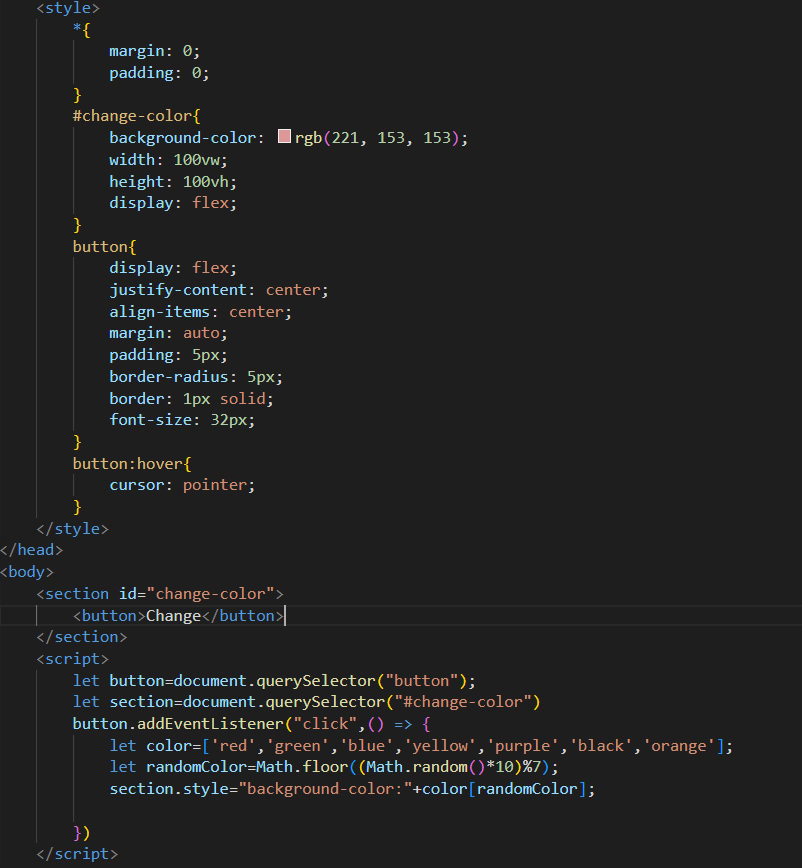 <style>
*{
margin: 0;
padding: 0;
}
#change-color{
background-color: rgb(221, 153, 153);
width: 100vw;
height: 100vh;
display: flex;
}
button{
display: flex;
justify-content: center;
align-items: center;
margin: auto;
padding: 5px;
border-radius: 5px;
border: 1px solid;
font-size: 32px;
}
button:hover{
cursor: pointer;
}
</style>
</head>
<body>
<section id="change-color">
<button>Change</button>
</section>
<script>
let button=document.querySelector("button");
let section=document.querySelector("#change-color")
button.addEventListener("click",() => {
let color=['red','green','blue','yellow','purple','black','orange'];
let randomColor=Math.floor((Math.random()*10)%7);
section.style="background-color:"+color[randomColor];
})
</script>